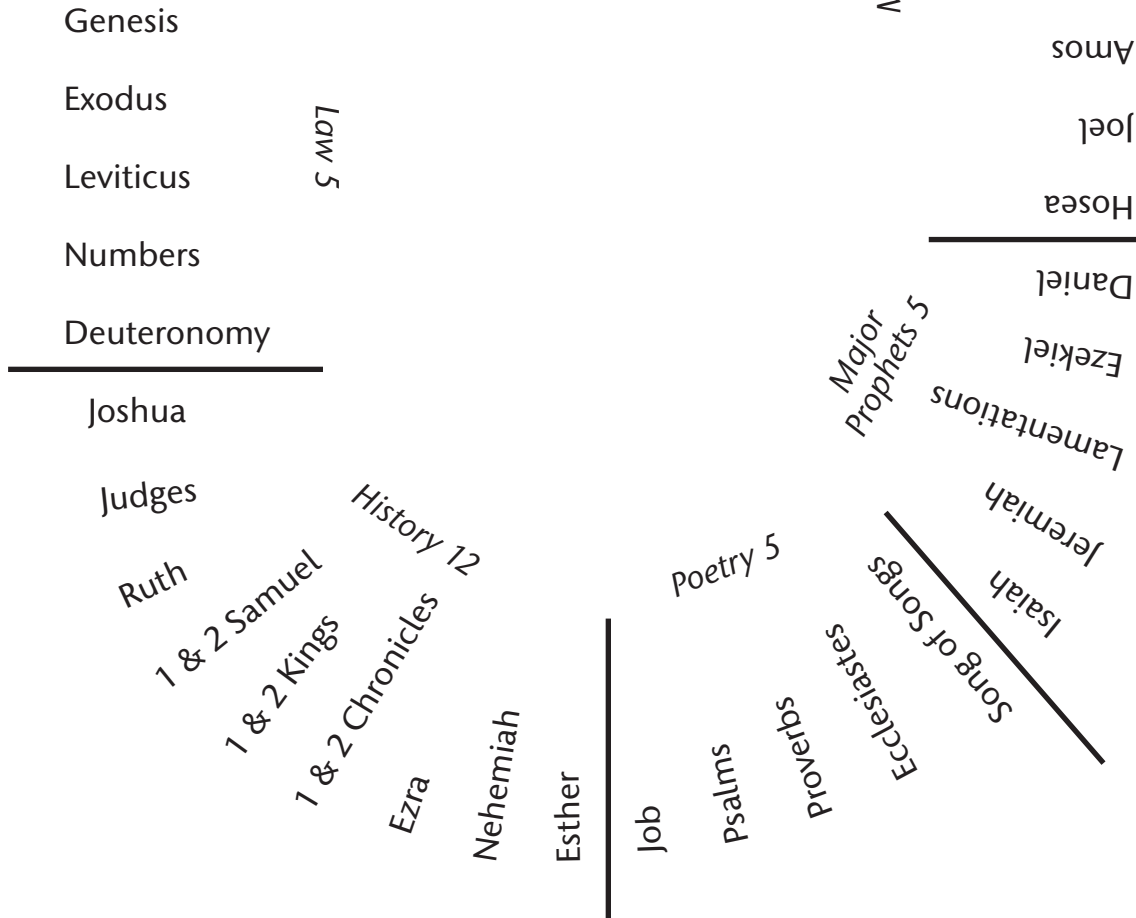 Genesis
Exodus
Leviticus
Numbers
Deuteronomy
Law 5
Joshua
Judges
Ruth
1 & 2 Samuel
1 & 2 Kings
1 & 2 Chronicles
Ezra
Nehemiah
Esther
History 12
Job
Psalms
Proverbs
Ecclesiastes
Song of Songs
Poetry 5
Isaiah
Jeremiah
Lamentations
Ezekiel
Daniel
Major
Prophets 5
Hosea
Joel
Amos